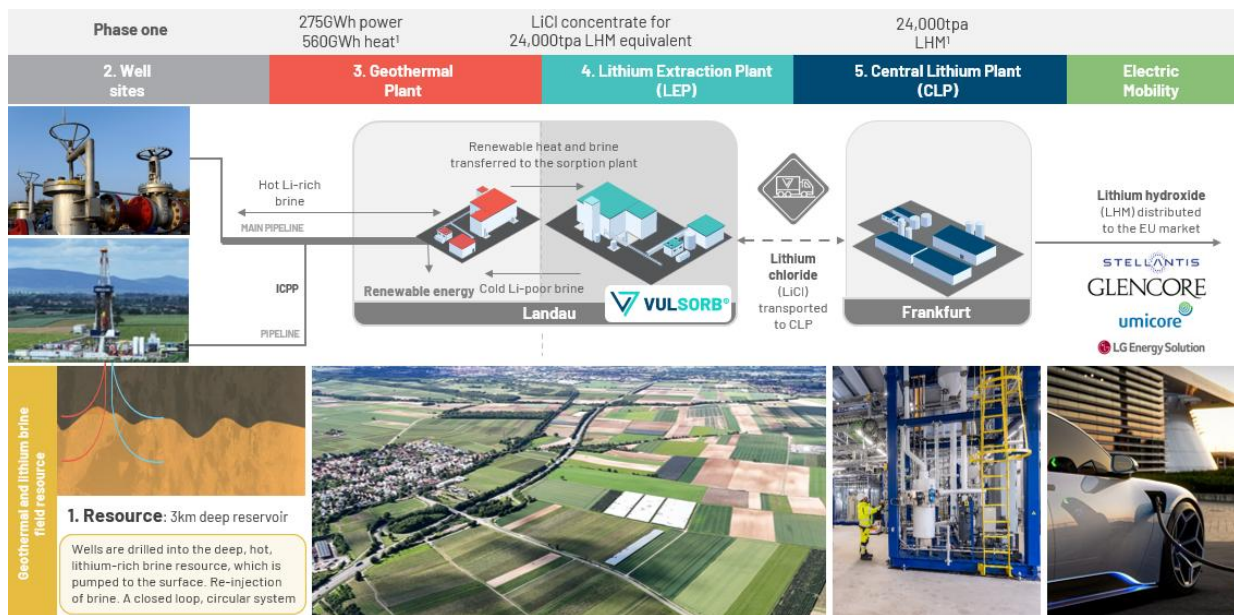 Phase one
275GWh power
560GWh heat¹
LiCl concentrate for
24,000tpa LHM equivalent
24,000tpa
LHM¹
2. Well
sites
3. Geothermal
Plant
4. Lithium Extraction Plant
(LEP)
5. Central Lithium Plant
(CLP)
Electric
Mobility
Renewable heat and brine
transferred to the sorption plant
Hot Li-rich
brine
MAIN PIPELINE
ICPP
PIPELINE
Renewable energy
Cold Li-poor brine
VULSORB®
Landau
Lithium
chloride
(LiCl)
transported
to CLP
Frankfurt
Lithium hydroxide
(LHM) distributed
to the EU market
STELLANTIS
GLENCORE
umicore
LG Energy Solution
Geothermal and lithium brine
field resource
1. Resource: 3km deep reservoir
Wells are drilled into the deep, hot,
lithium-rich brine resource, which is
pumped to the surface. Re-injection
of brine. A closed loop, circular system